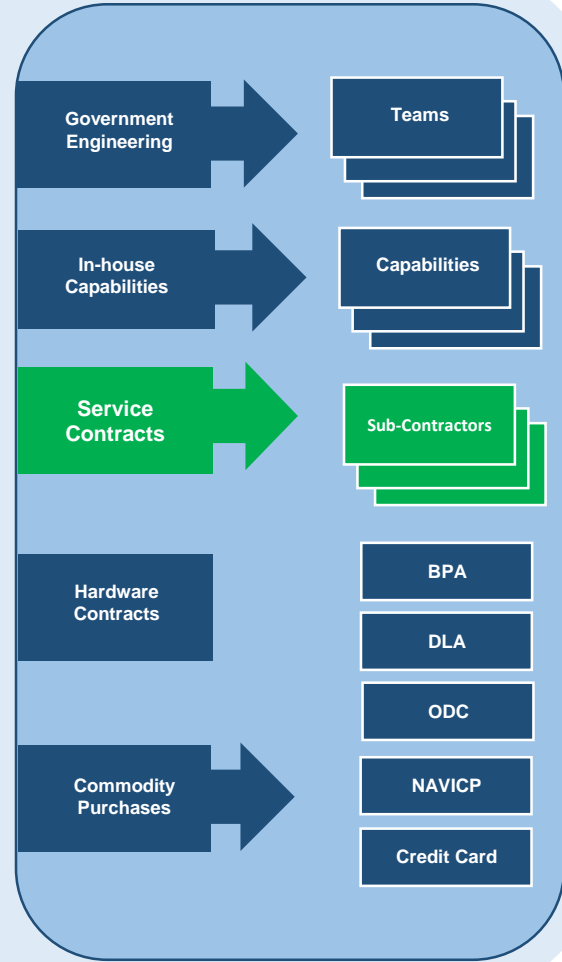 Government
Engineering
Teams
In-house
Capabilities
Capabilities
Service
Contracts
Sub-Contractors
Hardware
Contracts
BPA
DLA
ODC
Commodity
Purchases
NAVICP
Credit Card